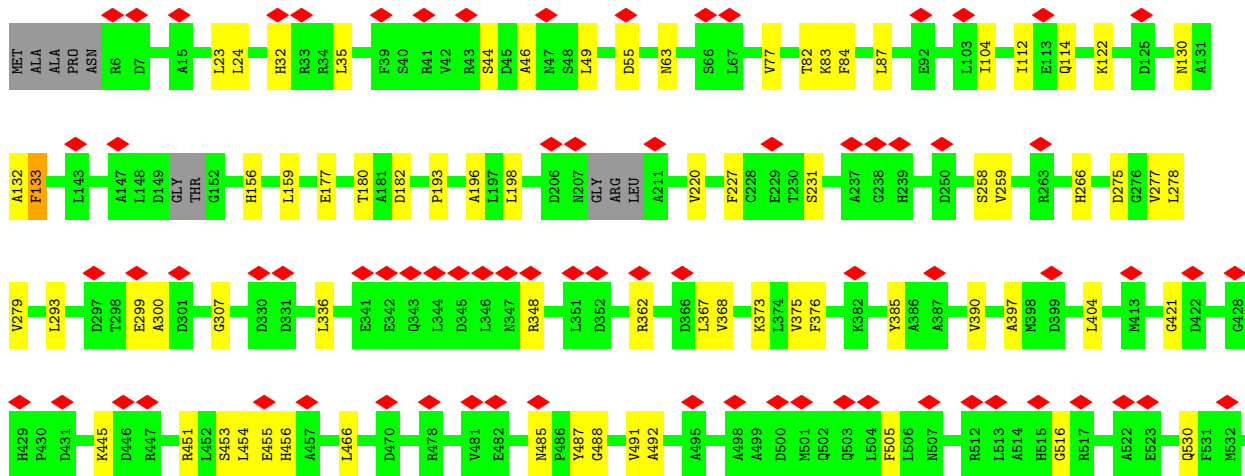 MET ALA ALA PRO ASN R6 D7 A15 L23 L24 H32 R33 R34 L35 F39 S40 R41 V42 R43 S44 D45 A46 N47 S48 L49 D55 N63 S66 L67 V77 T82 K83 F84 L87 E92 L103 I104 I112 E113 Q114 K122 D125 N130 A131
A132 F133 L143 A147 L148 D149 GLY THR G152 H156 L159 E177 T180 A181 D182 P193 A196 L197 L198 D206 N207 GLY ARG LEU A211 V220 F227 C228 E229 T230 S231 A237 G238 H239 D250 S258 V259 R263 H266 D275 G276 V277 L278
V279 L293 D297 T298 E299 A300 D301 G307 D330 D331 L336 E341 E342 Q343 L344 D345 L346 N347 R348 L351 D352 R362 D366 L367 V368 K373 L374 V375 F376 K382 Y385 A386 A387 V390 A397 M398 D399 L404 M413 G421 D422 G428
H429 P430 D431 K445 D446 R447 R451 L452 S453 L454 E455 H456 A457 L466 D470 R478 V481 E482 N485 P486 Y487 G488 V491 A492 A495 A498 A499 D500 M501 Q502 Q503 L504 F505 L506 N507 R512 L513 A514 H515 G516 R517 A522 E523 Q530 F531 M532